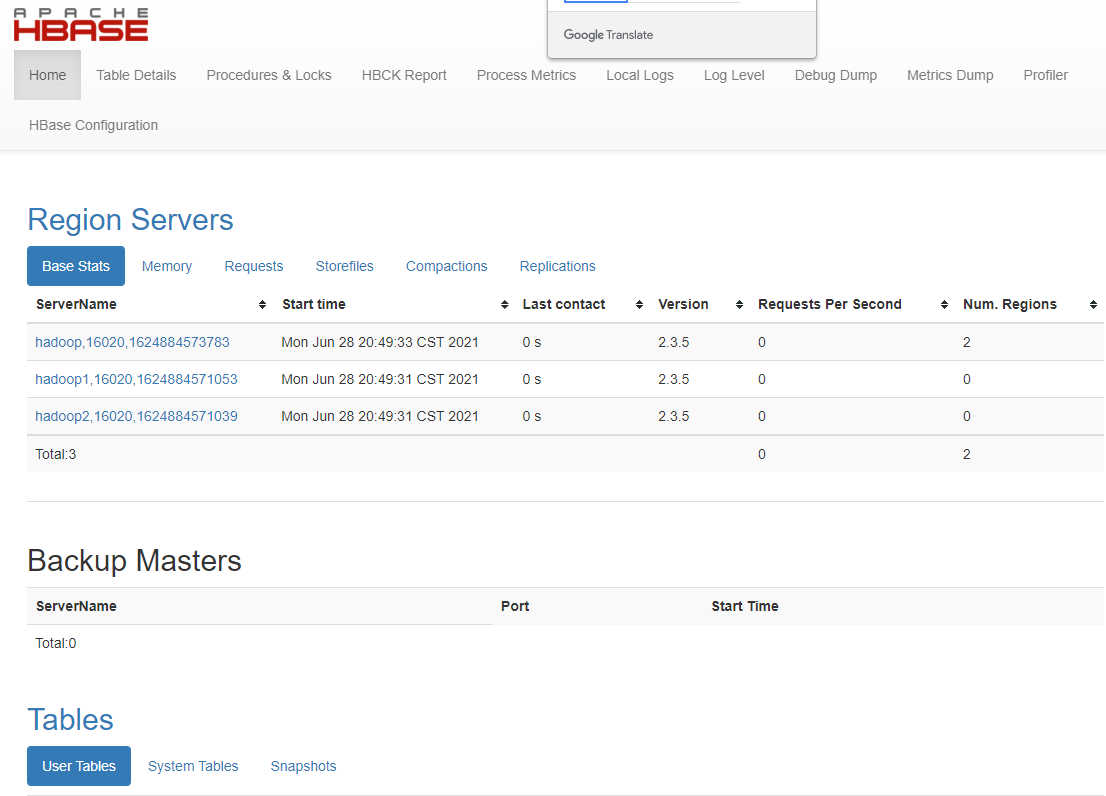 APACHE
HBASE
Google Translate
Home Table Details Procedures & Locks HBCK Report Process Metrics Local Logs Log Level Debug Dump Metrics Dump Profiler
HBase Configuration
Region Servers
Base Stats Memory Requests Storefiles Compactions Replications
ServerName Start time Last contact Version Requests Per Second Num. Regions
hadoop,16020,1624884573783 Mon Jun 28 20:49:33 CST 2021 0 s 2.3.5 0 2
hadoop1,16020,1624884571053 Mon Jun 28 20:49:31 CST 2021 0 s 2.3.5 0 0
hadoop2,16020,1624884571039 Mon Jun 28 20:49:31 CST 2021 0 s 2.3.5 0 0
Total:3 0 2
Backup Masters
ServerName Port Start Time
Total:0
Tables
User Tables System Tables Snapshots